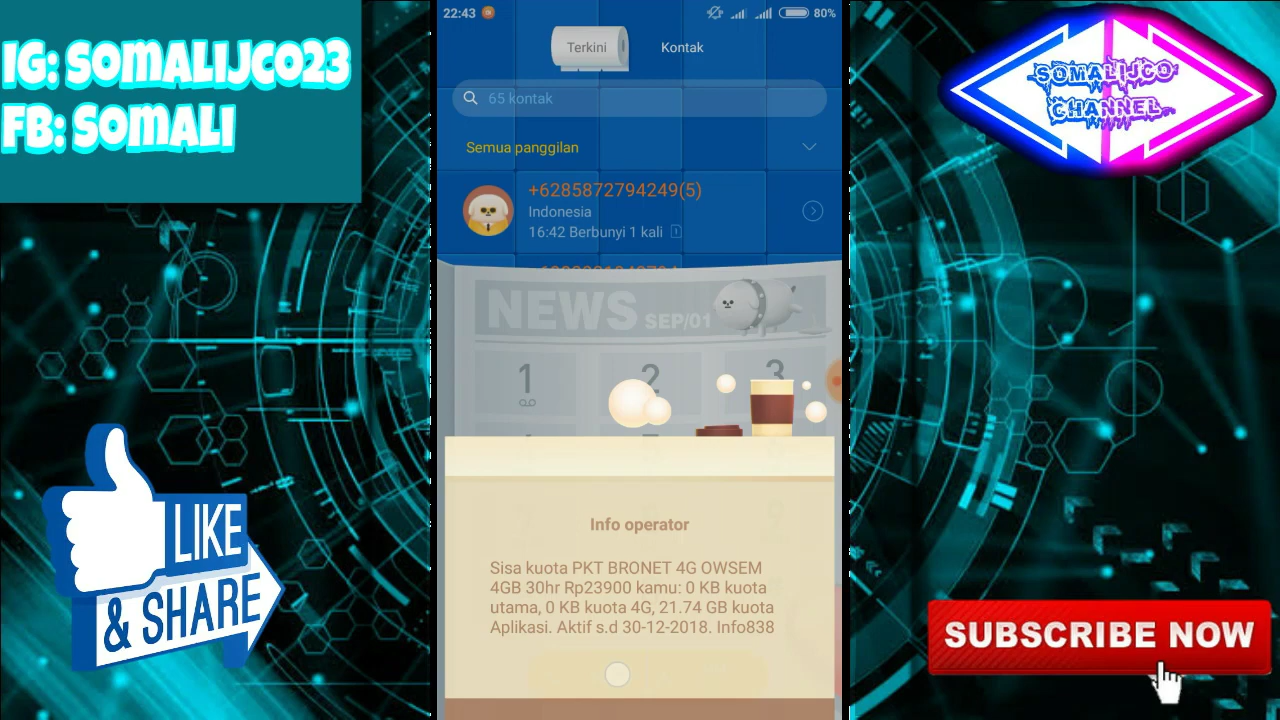 IG: SOMALIJCO23
FB: SOMALI
22:43
80%
Terkini
Kontak
65 kontak
Semua panggilan
+6285872794249(5)
Indonesia
16:42 Berbunyi 1 kali
NEWS SEP/01
1
2
3
Info operator
Sisa kuota PKT BRONET 4G OWSEM
4GB 30hr Rp23900 kamu: 0 KB kuota
utama, 0 KB kuota 4G, 21.74 GB kuota
Aplikasi. Aktif s.d 30-12-2018. Info838
SOMALIJCO
CHANNEL
LIKE
& SHARE
SUBSCRIBE NOW